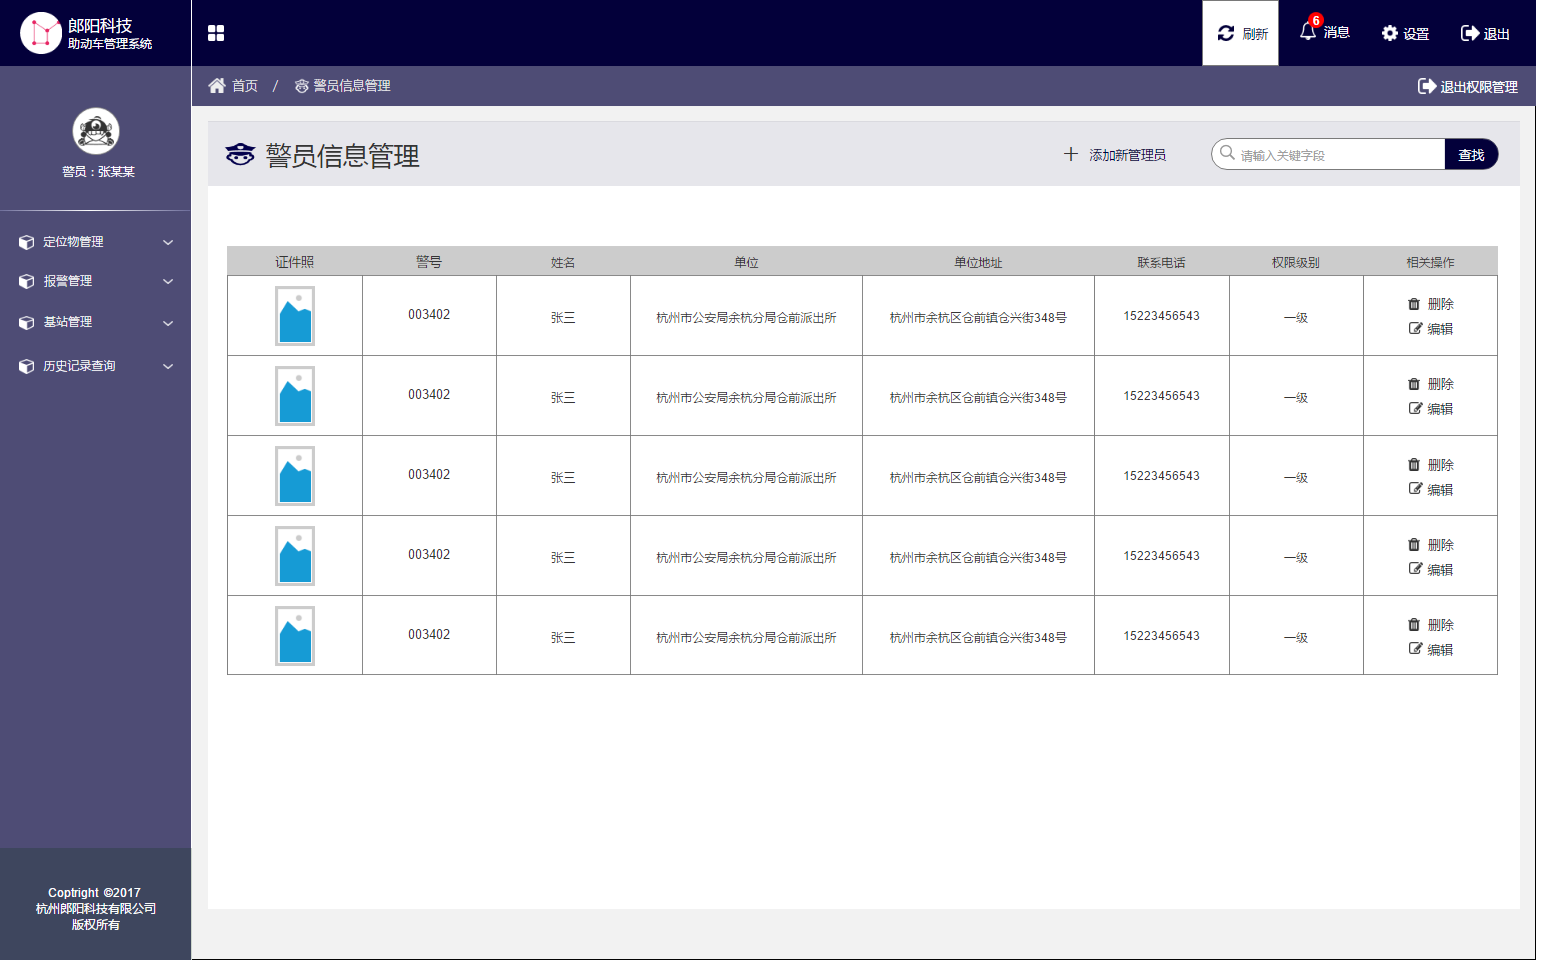 郎阳科技
助动车管理系统
刷新
6
消息
设置
退出
首页 / 警员信息管理
退出权限管理
警员：张某某
警员信息管理
添加新管理员
请输入关键字段
查找
定位物管理
报警管理
基站管理
历史记录查询
证件照 警号 姓名 单位 单位地址 联系电话 权限级别 相关操作
003402 张三 杭州市公安局余杭分局仓前派出所 杭州市余杭区仓前镇仓兴街348号 15223456543 一级 删除
编辑
003402 张三 杭州市公安局余杭分局仓前派出所 杭州市余杭区仓前镇仓兴街348号 15223456543 一级 删除
编辑
003402 张三 杭州市公安局余杭分局仓前派出所 杭州市余杭区仓前镇仓兴街348号 15223456543 一级 删除
编辑
003402 张三 杭州市公安局余杭分局仓前派出所 杭州市余杭区仓前镇仓兴街348号 15223456543 一级 删除
编辑
003402 张三 杭州市公安局余杭分局仓前派出所 杭州市余杭区仓前镇仓兴街348号 15223456543 一级 删除
编辑
Coptright ©2017
杭州郎阳科技有限公司
版权所有